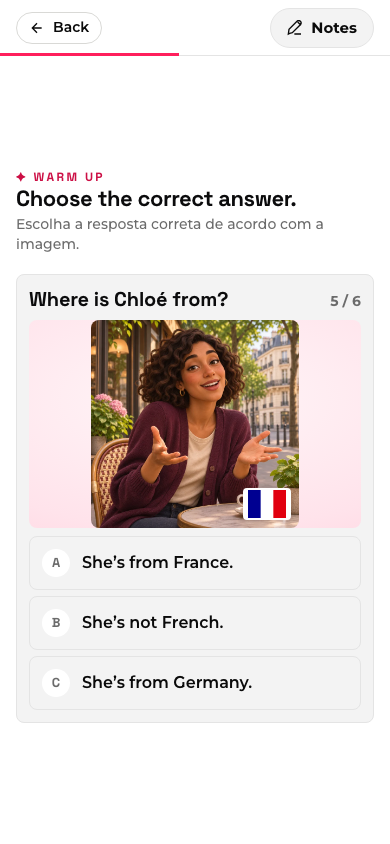 Back
Notes
WARM UP
Choose the correct answer.
Escolha a resposta correta de acordo com a
imagem.
Where is Chloé from?
5 / 6
A She’s from France.
B She’s not French.
C She’s from Germany.